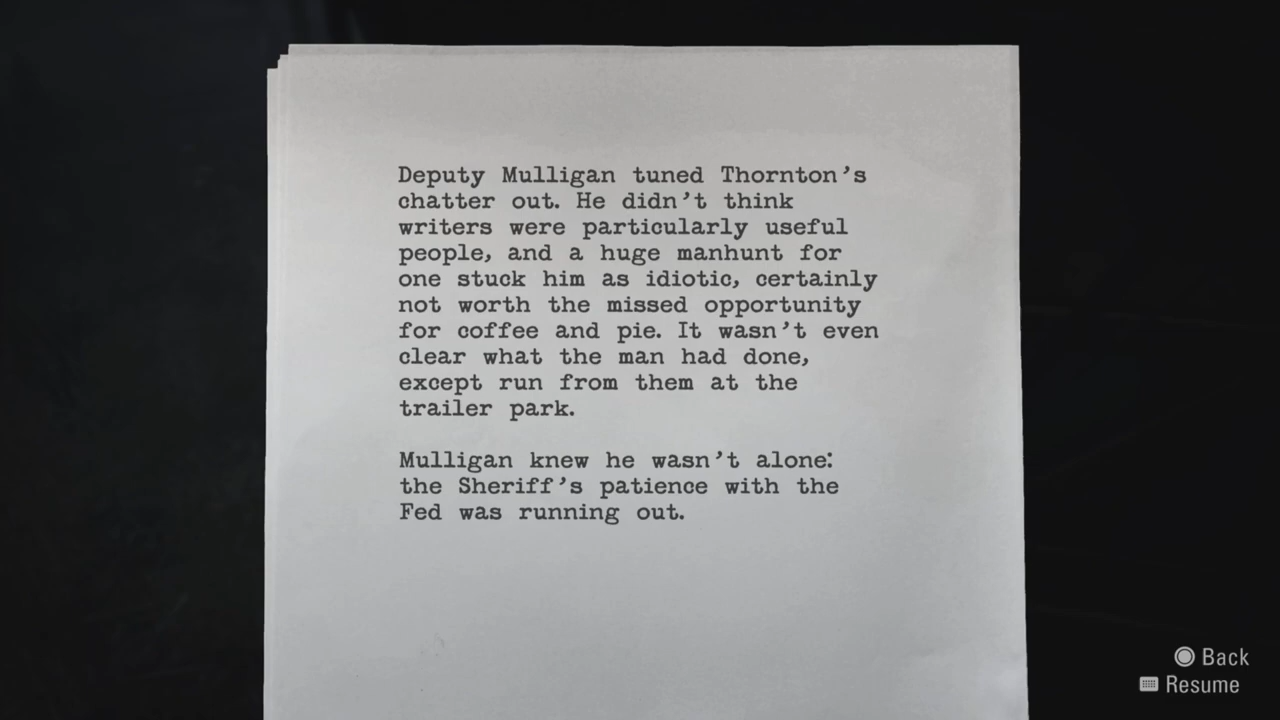 Deputy Mulligan tuned Thornton's
chatter out. He didn't think
writers were particularly useful
people, and a huge manhunt for
one stuck him as idiotic, certainly
not worth the missed opportunity
for coffee and pie. It wasn't even
clear what the man had done,
except run from them at the
trailer park.
Mulligan knew he wasn't alone:
the Sheriff's patience with the
Fed was running out.
Back
Resume